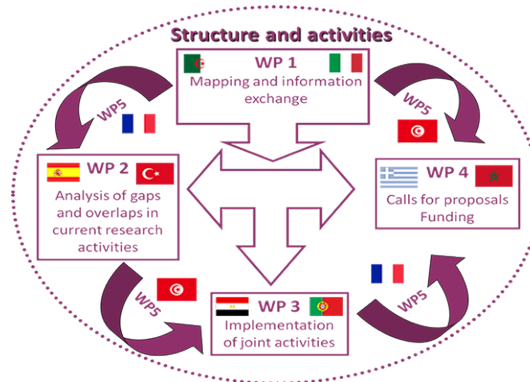 Structure and activities
WP 1
Mapping and information
exchange
WP5
WP5
WP 2
Analysis of gaps
and overlaps in
current research
activities
WP 4
Calls for proposals
Funding
WP5
WP 3
Implementation
of joint activities
WP5